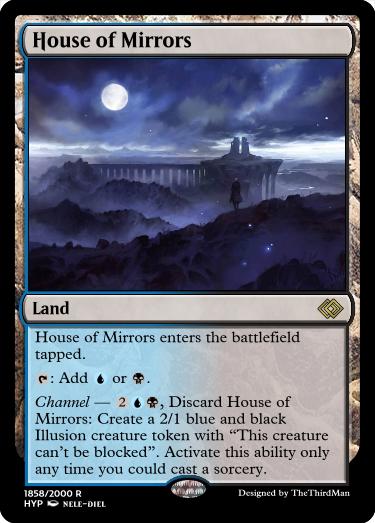 House of Mirrors
Land
House of Mirrors enters the battlefield
tapped.
: Add or .
Channel — 2 , Discard House of
Mirrors: Create a 2/1 blue and black
Illusion creature token with “This creature
can’t be blocked”. Activate this ability only
any time you could cast a sorcery.
1858/2000 R
HYP NELE-DIEL
Designed by TheThirdMan